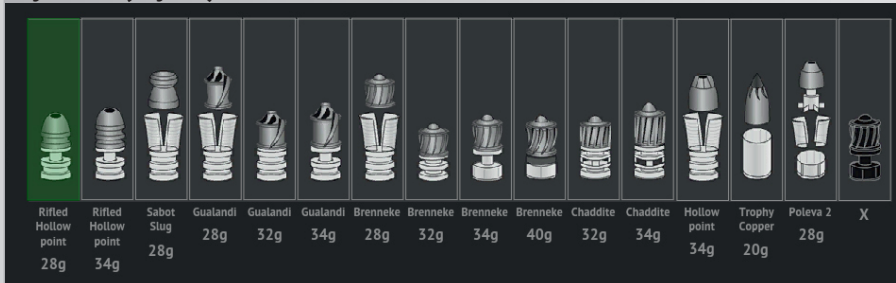 Rifled
Hollow
point
28g
Rifled
Hollow
point
34g
Sabot
Slug
28g
Gualandi
28g
Gualandi
32g
Gualandi
34g
Brenneke
28g
Brenneke
32g
Brenneke
34g
Brenneke
40g
Chaddite
32g
Chaddite
34g
Hollow
point
34g
Trophy
Copper
20g
Poleva 2
28g
X